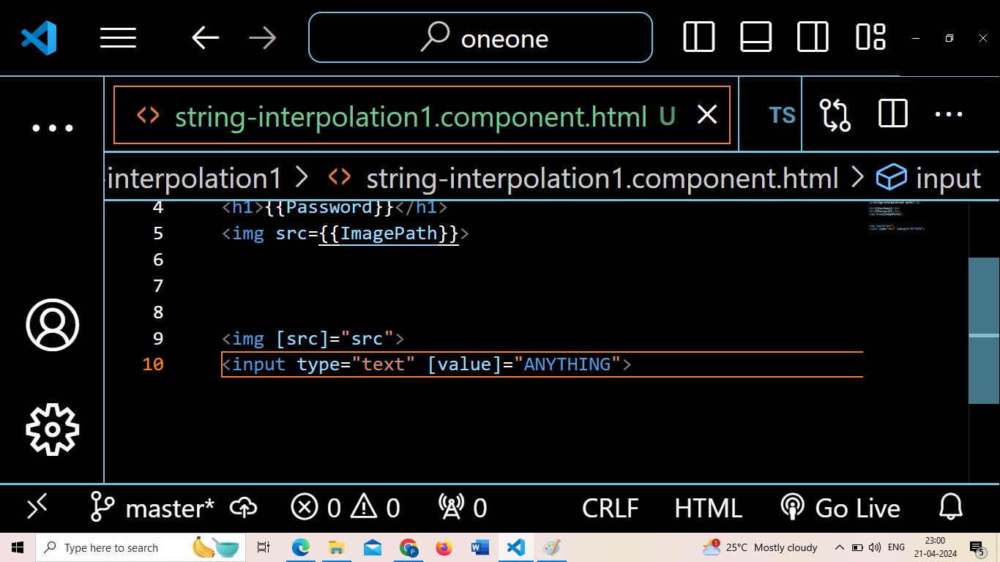 oneone
string-interpolation1.component.html U
TS
-interpolation1 > string-interpolation1.component.html > input
4 <h1>{{Password}}</h1>
5 <img src={{ImagePath}}>
6
7
8
9 <img [src]="src">
10 <input type="text" [value]="ANYTHING">
master* 0 0 0 CRLF HTML Go Live
Type here to search
1 25°C Mostly cloudy ENG 23:00
21-04-2024 5